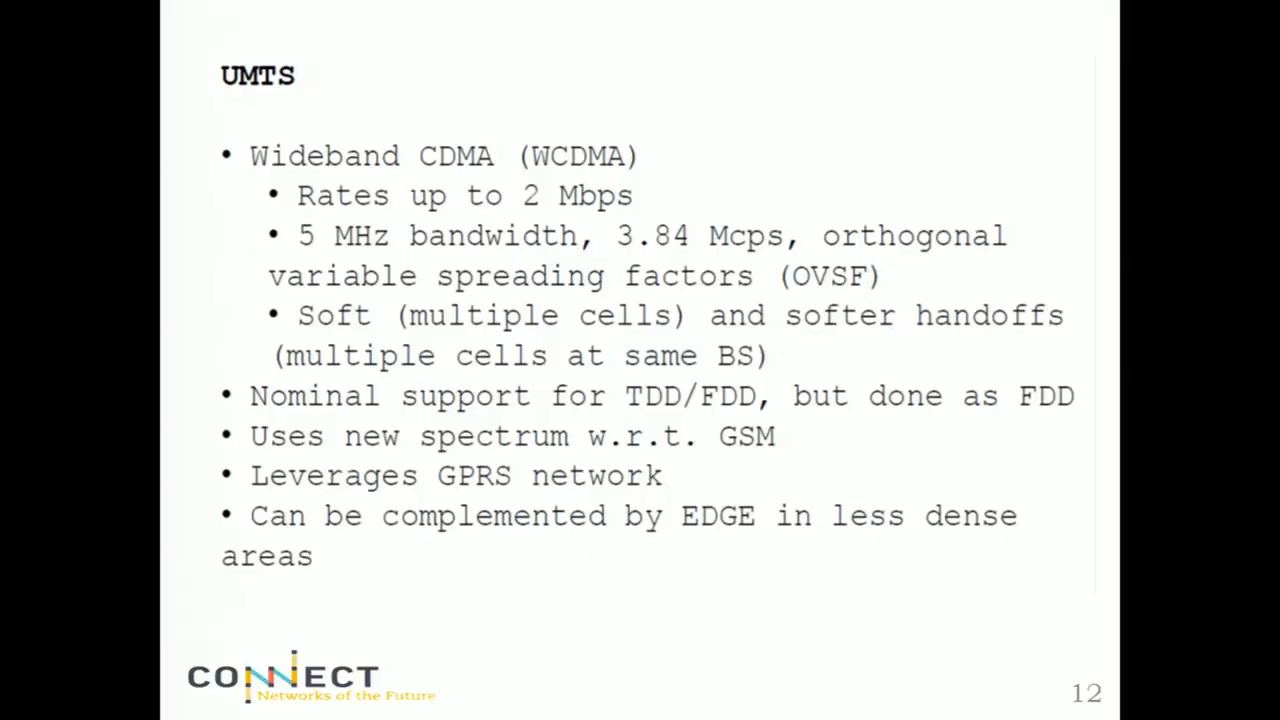 UMTS
• Wideband CDMA (WCDMA)
• Rates up to 2 Mbps
• 5 MHz bandwidth, 3.84 Mcps, orthogonal
variable spreading factors (OVSF)
• Soft (multiple cells) and softer handoffs
(multiple cells at same BS)
• Nominal support for TDD/FDD, but done as FDD
• Uses new spectrum w.r.t. GSM
• Leverages GPRS network
• Can be complemented by EDGE in less dense
areas
CONNECT
Networks of the Future
12